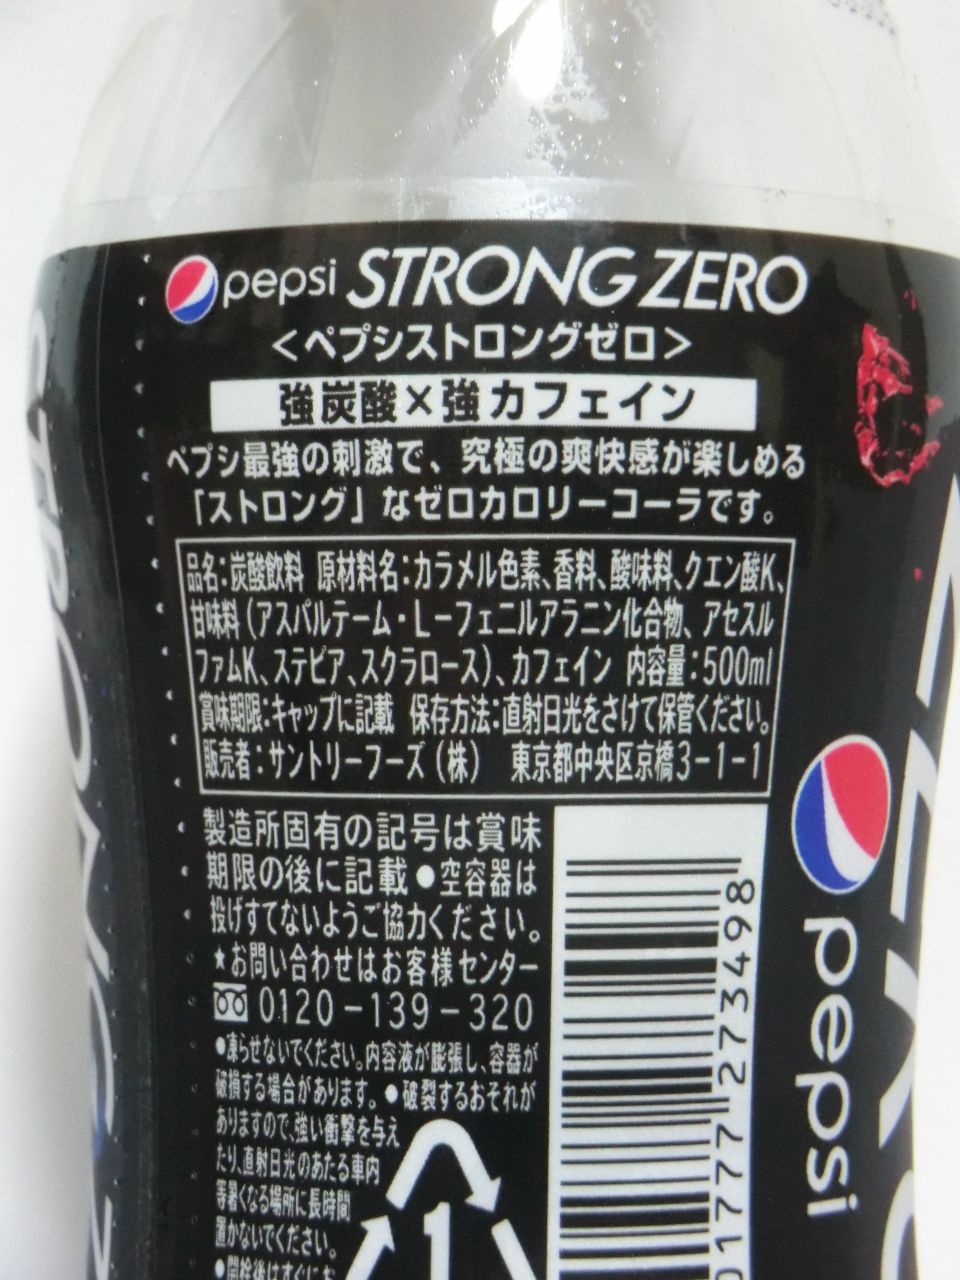 pepsi STRONG ZERO
<ペプシストロングゼロ>
強炭酸×強カフェイン
ペプシ最強の刺激で、究極の爽快感が楽しめる
「ストロング」なゼロカロリーコーラです。
品名:炭酸飲料 原材料名:カラメル色素、香料、酸味料、クエン酸K、
甘味料(アスパルテーム・L-フェニルアラニン化合物、アセスル
ファムK、ステビア、スクラロース)、カフェイン 内容量:500ml
賞味期限:キャップに記載 保存方法:直射日光をさけて保管ください。
販売者:サントリーフーズ(株) 東京都中央区京橋3-1-1
製造所固有の記号は賞味
期限の後に記載●空容器は
投げすてないようご協力ください。
★お問い合わせはお客様センター
0120-139-320
●凍らせないでください。内容液が膨張し、容器が
破損する場合があります。●破裂するおそれが
ありますので、強い衝撃を与え
たり、直射日光のあたる車内
等暑くなる場所に長時間
置かないでください。
●開栓後はすぐにお
1
01777 273498
pepsi
STRONG Z
ZERO